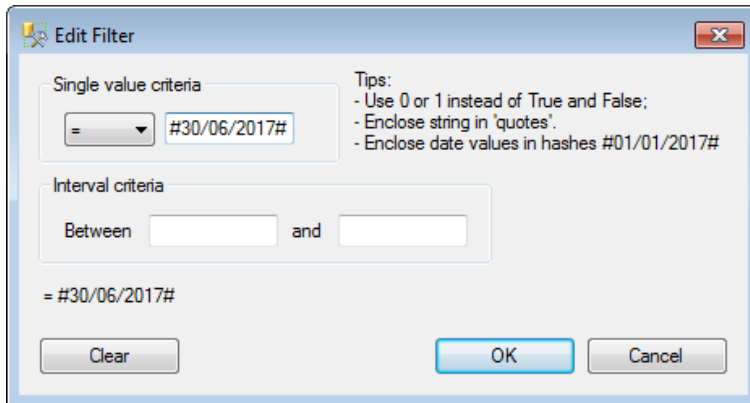 Edit Filter
Single value criteria
= #30/06/2017#
Tips:
- Use 0 or 1 instead of True and False;
- Enclose string in 'quotes'.
- Enclose date values in hashes #01/01/2017#
Interval criteria
Between and
= #30/06/2017#
Clear OK Cancel